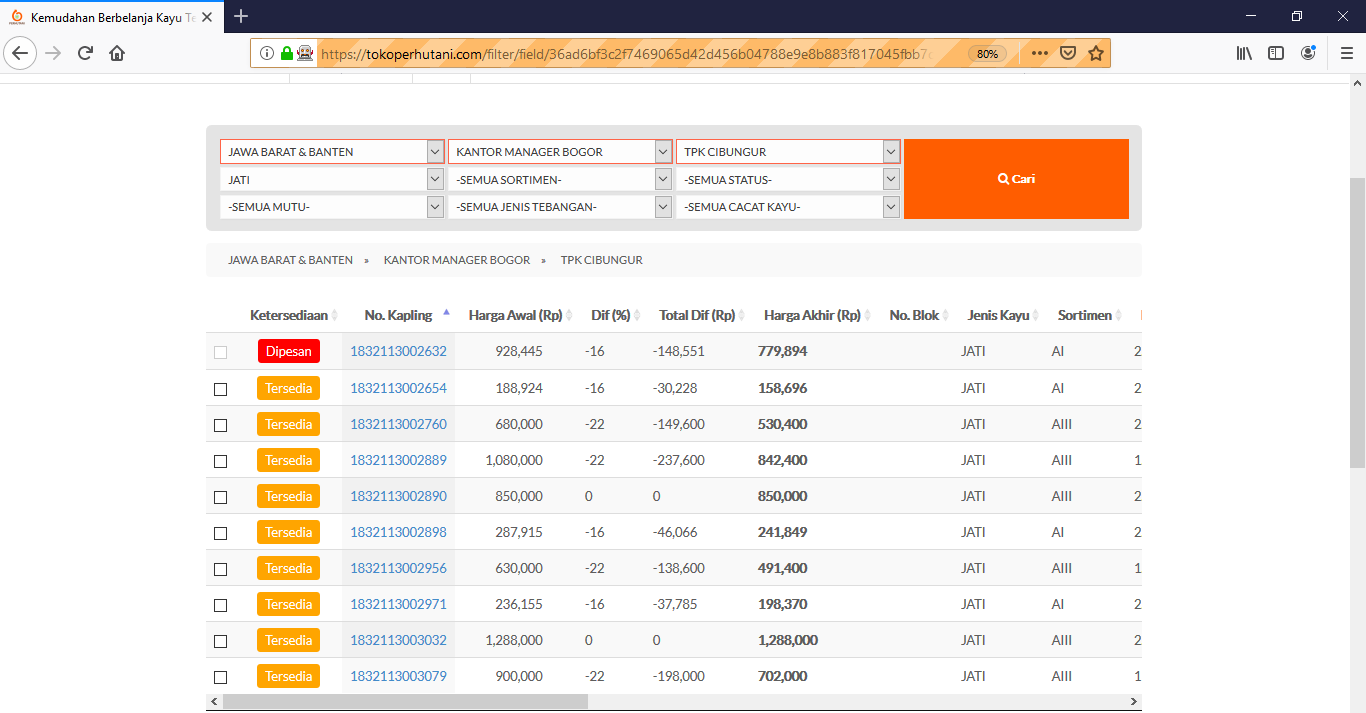 Kemudahan Berbelanja Kayu Te
https://tokoperhutani.com/filter/field/36ad6bf3c2f7469065d42d456b04788e9e8b883f817045fbb7c 80%
JAWA BARAT & BANTEN KANTOR MANAGER BOGOR TPK CIBUNGUR
JATI -SEMUA SORTIMEN- -SEMUA STATUS- Cari
-SEMUA MUTU- -SEMUA JENIS TEBANGAN- -SEMUA CACAT KAYU-
JAWA BARAT & BANTEN » KANTOR MANAGER BOGOR » TPK CIBUNGUR
Ketersediaan No. Kapling Harga Awal (Rp) Dif (%) Total Dif (Rp) Harga Akhir (Rp) No. Blok Jenis Kayu Sortimen
Dipesan 1832113002632 928,445 -16 -148,551 779,894 JATI AI 2
Tersedia 1832113002654 188,924 -16 -30,228 158,696 JATI AI 2
Tersedia 1832113002760 680,000 -22 -149,600 530,400 JATI AIII 2
Tersedia 1832113002889 1,080,000 -22 -237,600 842,400 JATI AIII 1
Tersedia 1832113002890 850,000 0 0 850,000 JATI AIII 2
Tersedia 1832113002898 287,915 -16 -46,066 241,849 JATI AI 2
Tersedia 1832113002956 630,000 -22 -138,600 491,400 JATI AIII 1
Tersedia 1832113002971 236,155 -16 -37,785 198,370 JATI AI 2
Tersedia 1832113003032 1,288,000 0 0 1,288,000 JATI AIII 2
Tersedia 1832113003079 900,000 -22 -198,000 702,000 JATI AIII 1